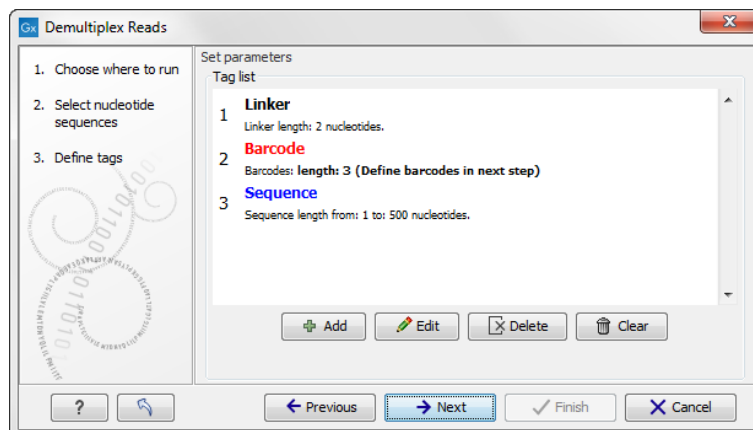 Gx Demultiplex Reads
X
1. Choose where to run
2. Select nucleotide
sequences
3. Define tags
Set parameters
Tag list
1 Linker
Linker length: 2 nucleotides.
2 Barcode
Barcodes: length: 3 (Define barcodes in next step)
3 Sequence
Sequence length from: 1 to: 500 nucleotides.
Add Edit Delete Clear
? Previous Next Finish Cancel